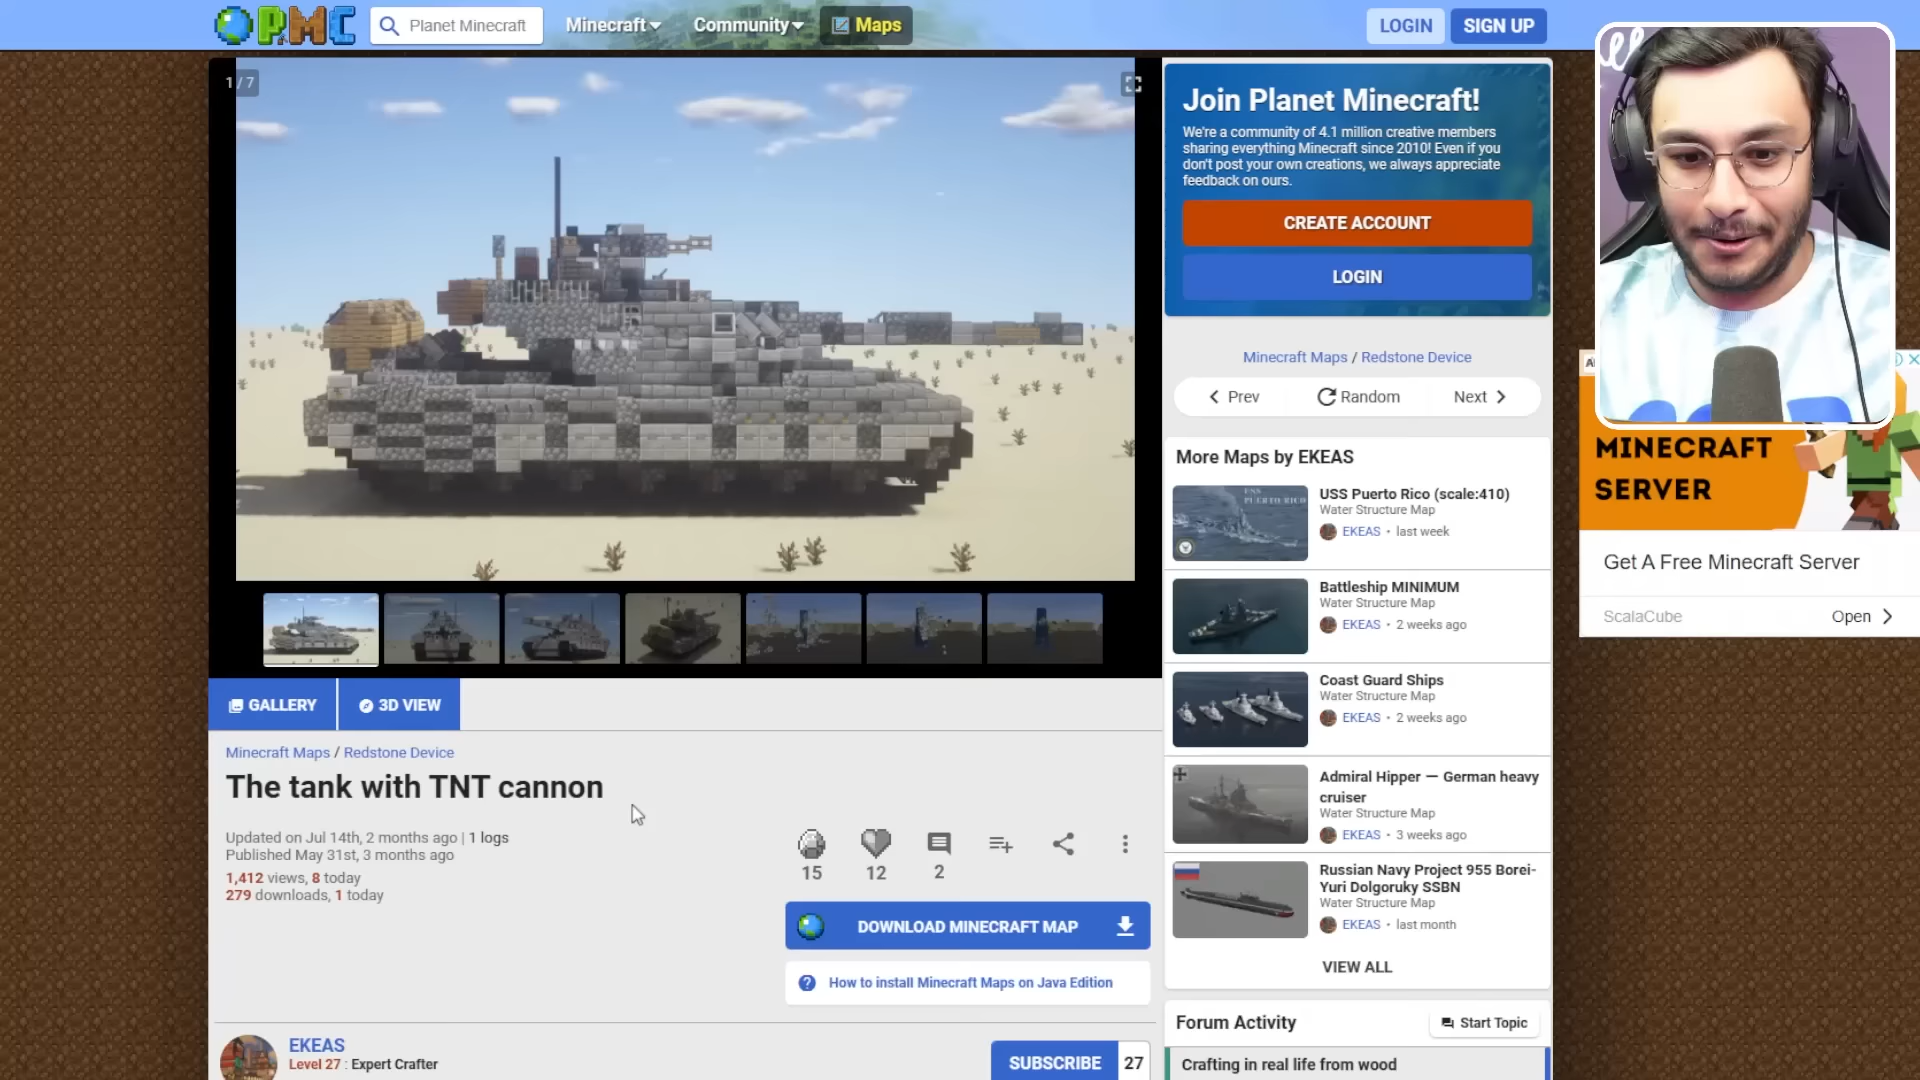 PMC
Planet Minecraft
Minecraft
Community
Maps
LOGIN
SIGN UP
1 / 7
Join Planet Minecraft!
We're a community of 4.1 million creative members
sharing everything Minecraft since 2010! Even if you
don't post your own creations, we always appreciate
feedback on ours.
CREATE ACCOUNT
LOGIN
Minecraft Maps / Redstone Device
Prev
Random
Next
More Maps by EKEAS
USS Puerto Rico (scale:410)
Water Structure Map
EKEAS • last week
Battleship MINIMUM
Water Structure Map
EKEAS • 2 weeks ago
Coast Guard Ships
Water Structure Map
EKEAS • 2 weeks ago
Admiral Hipper — German heavy
cruiser
Water Structure Map
EKEAS • 3 weeks ago
Russian Navy Project 955 Borei-
Yuri Dolgoruky SSBN
Water Structure Map
EKEAS • last month
VIEW ALL
Forum Activity
Start Topic
Crafting in real life from wood
MINECRAFT
SERVER
Get A Free Minecraft Server
ScalaCube
Open
GALLERY
3D VIEW
Minecraft Maps / Redstone Device
The tank with TNT cannon
Updated on Jul 14th, 2 months ago | 1 logs
Published May 31st, 3 months ago
1,412 views, 8 today
279 downloads, 1 today
15
12
2
DOWNLOAD MINECRAFT MAP
How to install Minecraft Maps on Java Edition
EKEAS
Level 27 : Expert Crafter
SUBSCRIBE
27